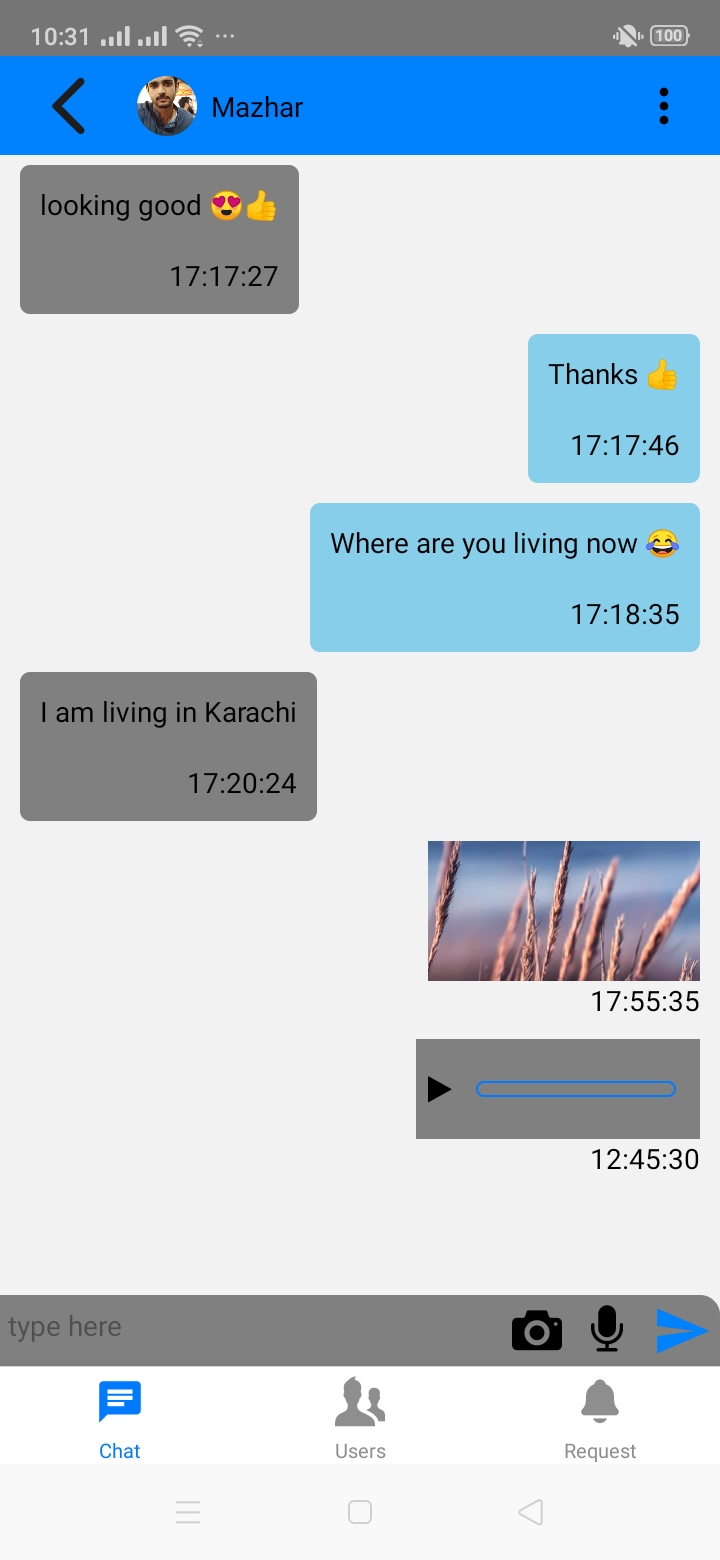 10:31
100
Mazhar
looking good 😍👍
17:17:27
Thanks 👍
17:17:46
Where are you living now 😂
17:18:35
I am living in Karachi
17:20:24
17:55:35
12:45:30
type here
Chat Users Request